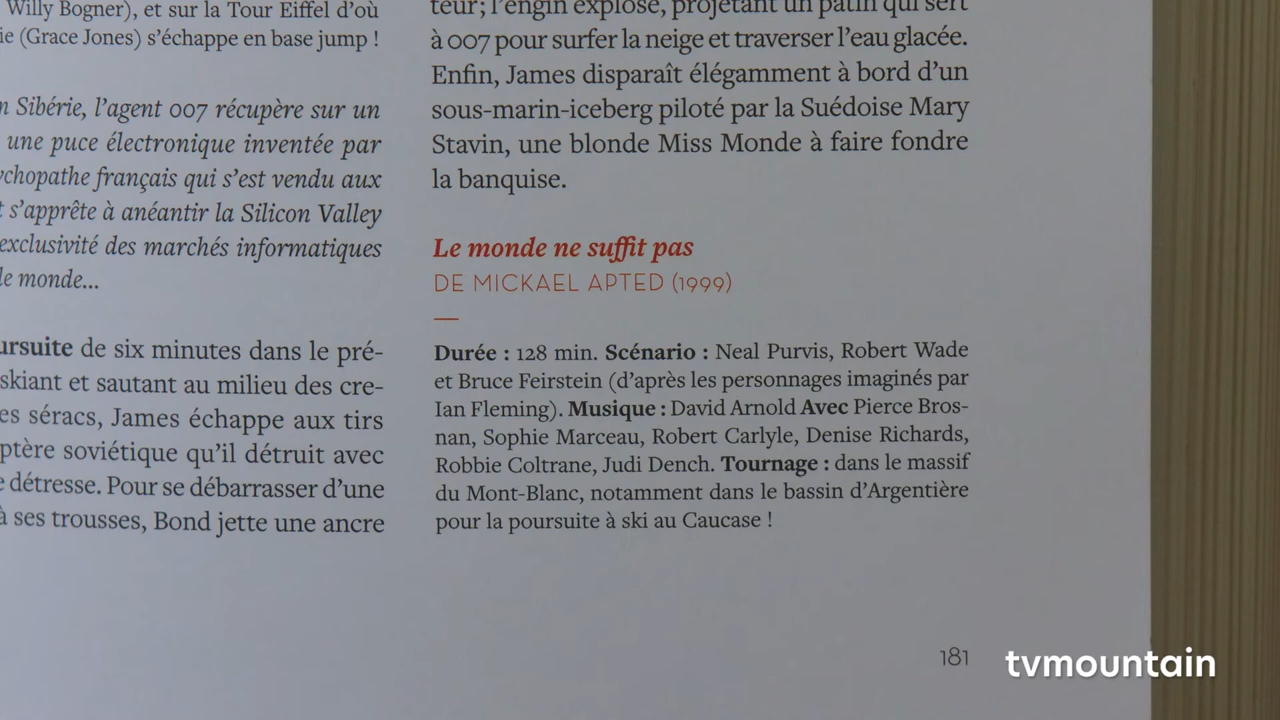 Willy Bogner), et sur la Tour Eiffel d'où
(Grace Jones) s'échappe en base jump !
Sibérie, l'agent 007 récupère sur un
une puce électronique inventée par
français qui s'est vendu aux
s'apprête à anéantir la Silicon Valley
exclusivité des marchés informatiques
le monde...
de six minutes dans le pré-
skiant et sautant au milieu des cre-
es séracs, James échappe aux tirs
soviétique qu'il détruit avec
détresse. Pour se débarrasser d'une
à ses trousses, Bond jette une ancre
teur ; l'engin explose, projetant un patin qui sert
à 007 pour surfer la neige et traverser l'eau glacée.
Enfin, James disparaît élégamment à bord d'un
sous-marin-iceberg piloté par la Suédoise Mary
Stavin, une blonde Miss Monde à faire fondre
la banquise.
Le monde ne suffit pas
DE MICKAEL APTED (1999)
Durée : 128 min. Scénario : Neal Purvis, Robert Wade
et Bruce Feirstein (d'après les personnages imaginés par
Ian Fleming). Musique : David Arnold Avec Pierce Bros-
nan, Sophie Marceau, Robert Carlyle, Denise Richards,
Robbie Coltrane, Judi Dench. Tournage : dans le massif
du Mont-Blanc, notamment dans le bassin d'Argentière
pour la poursuite à ski au Caucase !
181
tvmountain